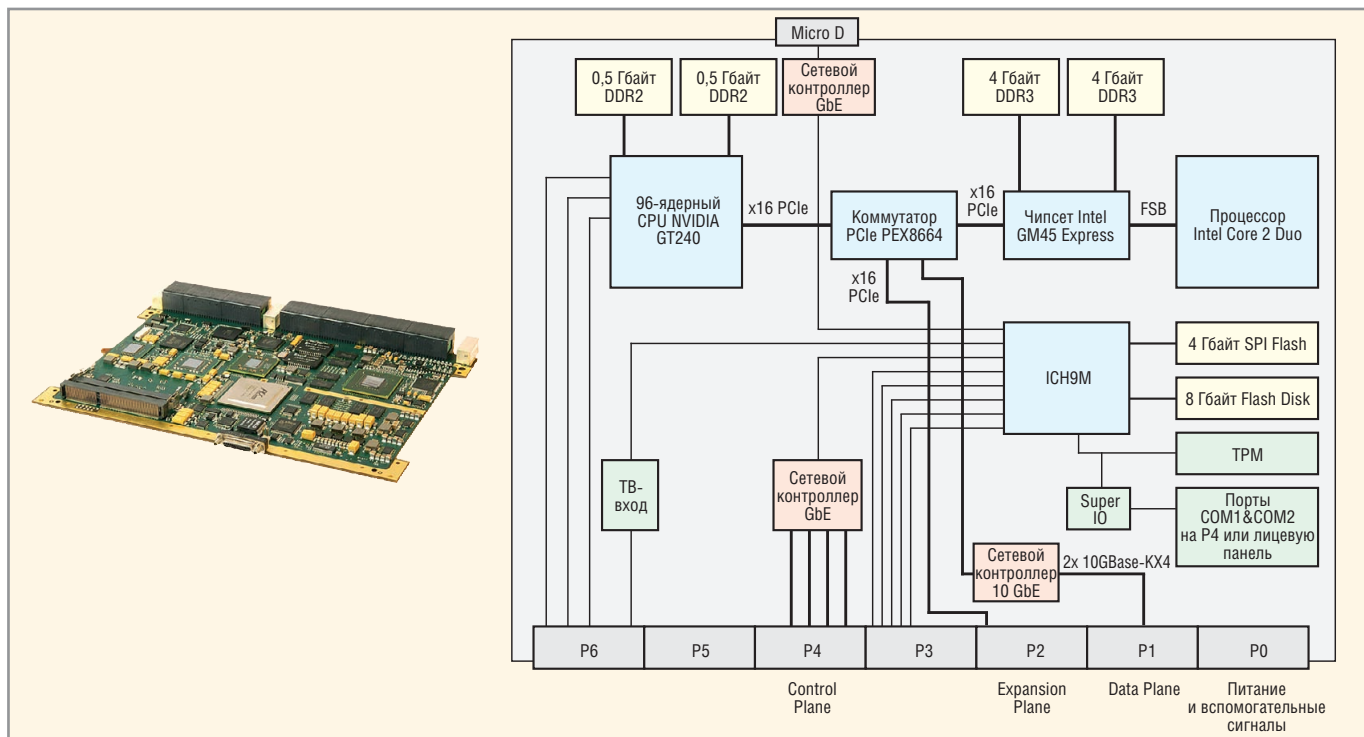 Micro D
0,5 Гбайт
DDR2
0,5 Гбайт
DDR2
Сетевой
контроллер
GbE
4 Гбайт
DDR3
4 Гбайт
DDR3
96-ядерный
CPU NVIDIA
GT240
x16 PCIe
Коммутатор
PCIe PEX8664
x16
PCIe
Чипсет Intel
GM45 Express
FSB
Процессор
Intel Core 2 Duo
x16
PCIe
ICH9M
4 Гбайт SPI Flash
8 Гбайт Flash Disk
TPM
ТВ-
вход
Сетевой
контроллер
GbE
Super
IO
Порты
COM1&COM2
на P4 или лицевую
панель
Сетевой
контроллер
10 GbE
2x 10GBase-KX4
P6
P5
P4
P3
P2
P1
P0
Control
Plane
Expansion
Plane
Data Plane
Питание
и вспомогательные
сигналы